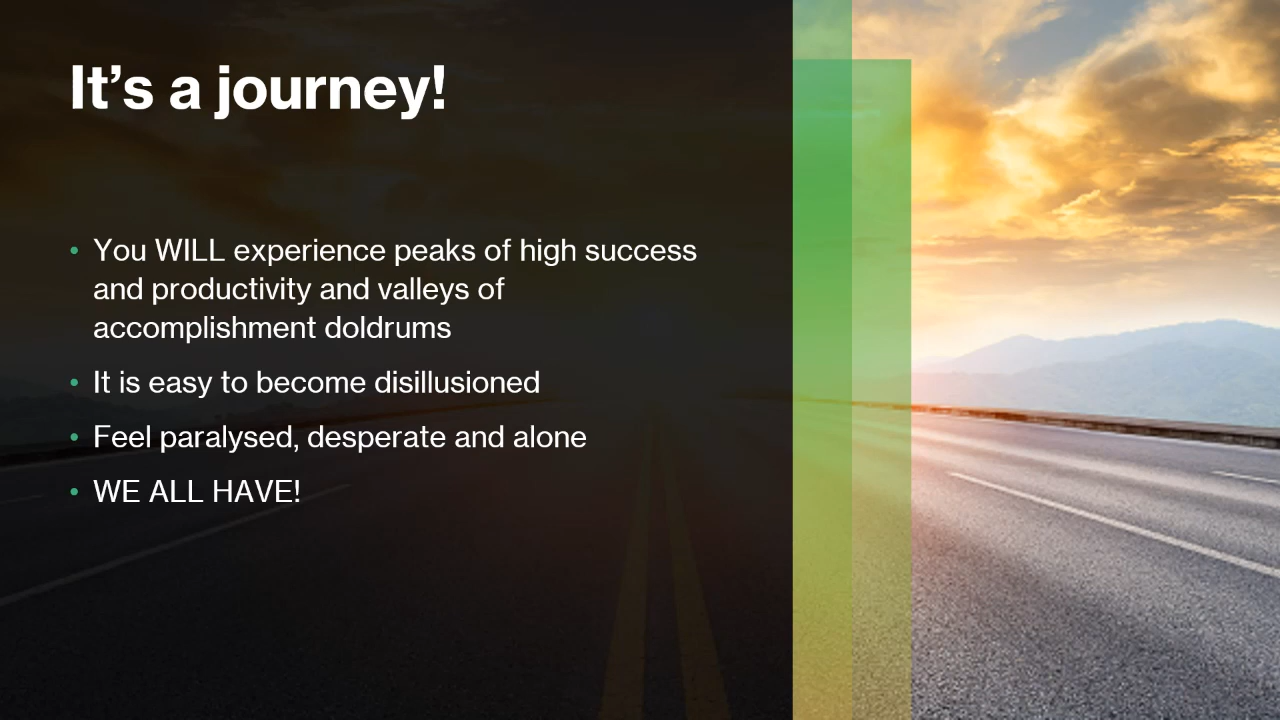 It’s a journey!
• You WILL experience peaks of high success
and productivity and valleys of
accomplishment doldrums
• It is easy to become disillusioned
• Feel paralysed, desperate and alone
• WE ALL HAVE!